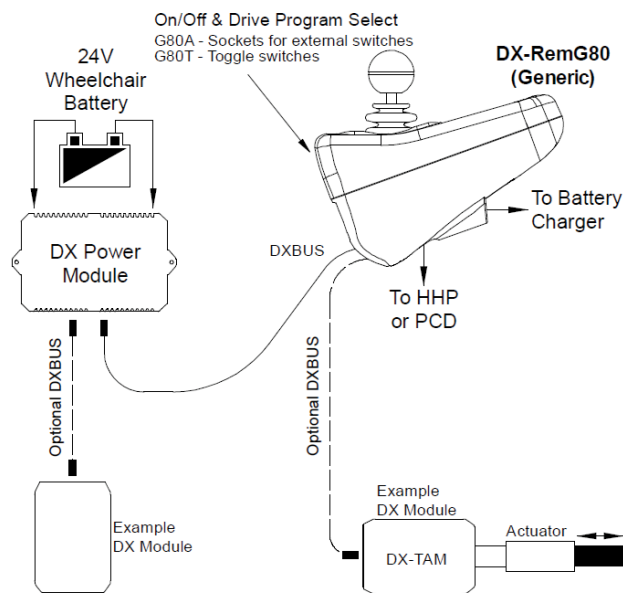 On/Off & Drive Program Select
G80A - Sockets for external switches
G80T - Toggle switches
24V
Wheelchair
Battery
DX-RemG80
(Generic)
To Battery
Charger
DXBUS
DX Power
Module
To HHP
or PCD
Optional DXBUS
Optional DXBUS
Example
DX Module
Example
DX Module
DX-TAM
Actuator